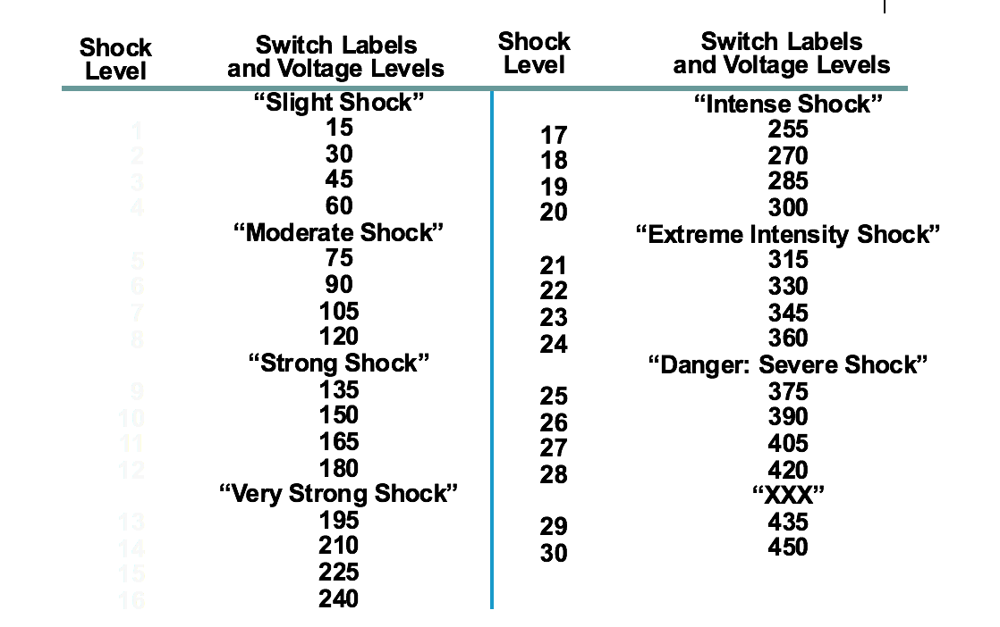 Shock Level
Switch Labels and Voltage Levels
Shock Level
Switch Labels and Voltage Levels
“Slight Shock”
1 15
2 30
3 45
4 60
“Moderate Shock”
5 75
6 90
7 105
8 120
“Strong Shock”
9 135
10 150
11 165
12 180
“Very Strong Shock”
13 195
14 210
15 225
16 240
“Intense Shock”
17 255
18 270
19 285
20 300
“Extreme Intensity Shock”
21 315
22 330
23 345
24 360
“Danger: Severe Shock”
25 375
26 390
27 405
28 420
“XXX”
29 435
30 450